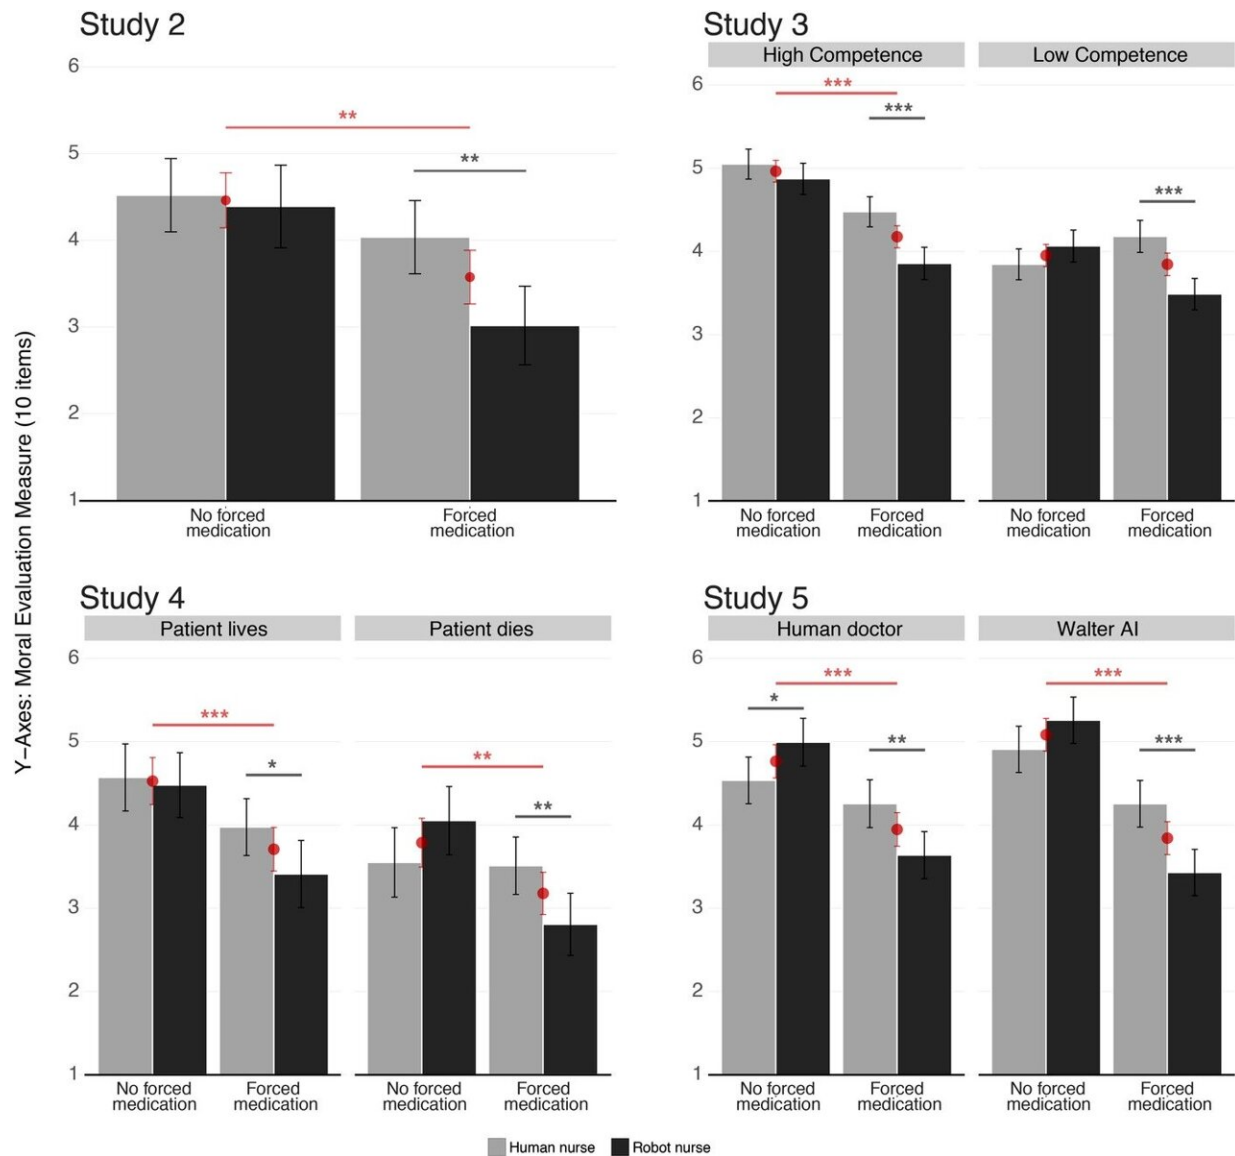 Study 2
6
5
4
3
2
1
**
**
No forced
medication
Forced
medication
Study 3
High Competence
Low Competence
6
5
4
3
2
1
***
***
***
No forced
medication
Forced
medication
No forced
medication
Forced
medication
Y-Axes: Moral Evaluation Measure (10 items)
Study 4
Patient lives
Patient dies
6
5
4
3
2
1
***
*
**
**
No forced
medication
Forced
medication
No forced
medication
Forced
medication
Study 5
Human doctor
Walter AI
6
5
4
3
2
1
***
*
**
***
***
No forced
medication
Forced
medication
No forced
medication
Forced
medication
Human nurse
Robot nurse